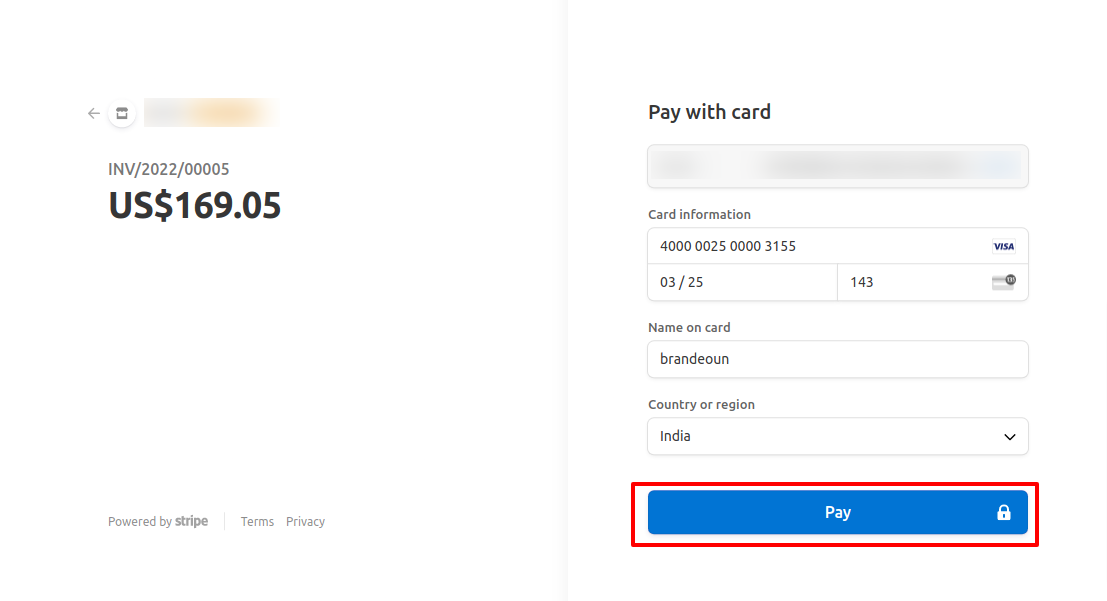 INV/2022/00005
US$169.05
Powered by stripe
Terms
Privacy
Pay with card
Card information
4000 0025 0000 3155
VISA
03 / 25
143
Name on card
brandeoun
Country or region
India
Pay